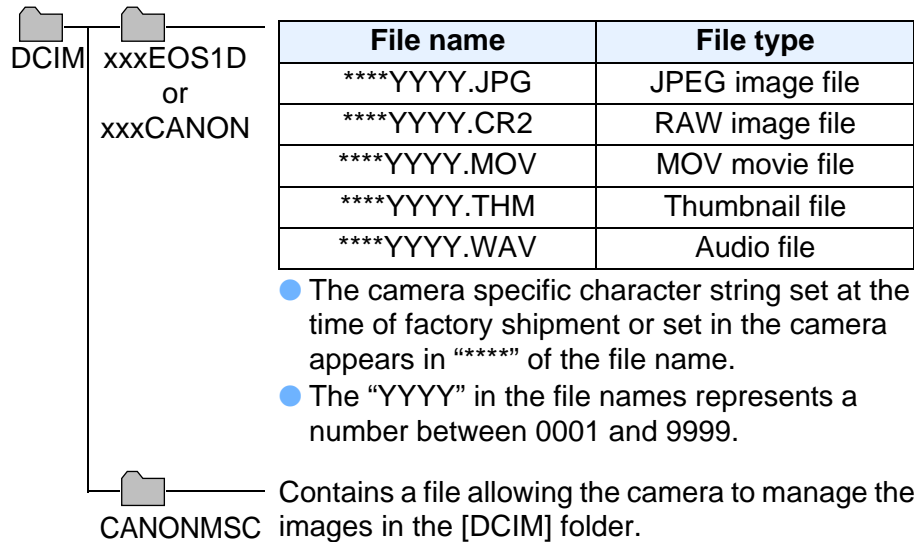 DCIM
xxxEOS1D
or
xxxCANON
File name File type
****YYYY.JPG JPEG image file
****YYYY.CR2 RAW image file
****YYYY.MOV MOV movie file
****YYYY.THM Thumbnail file
****YYYY.WAV Audio file
● The camera specific character string set at the
time of factory shipment or set in the camera
appears in “****” of the file name.
● The “YYYY” in the file names represents a
number between 0001 and 9999.
CANONMSC
Contains a file allowing the camera to manage the
images in the [DCIM] folder.